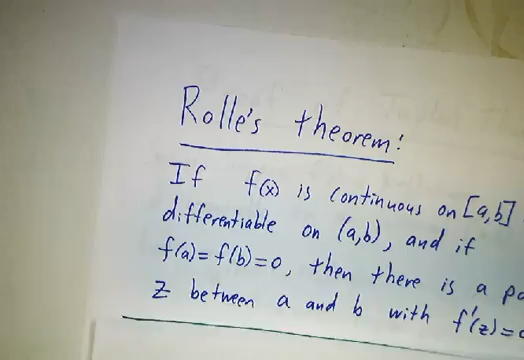 Rolle's theorem:
If f(x) is continuous on [a,b]
differentiable on (a,b), and if
f(a)=f(b)=0, then there is a
z between a and b with f'(z)=